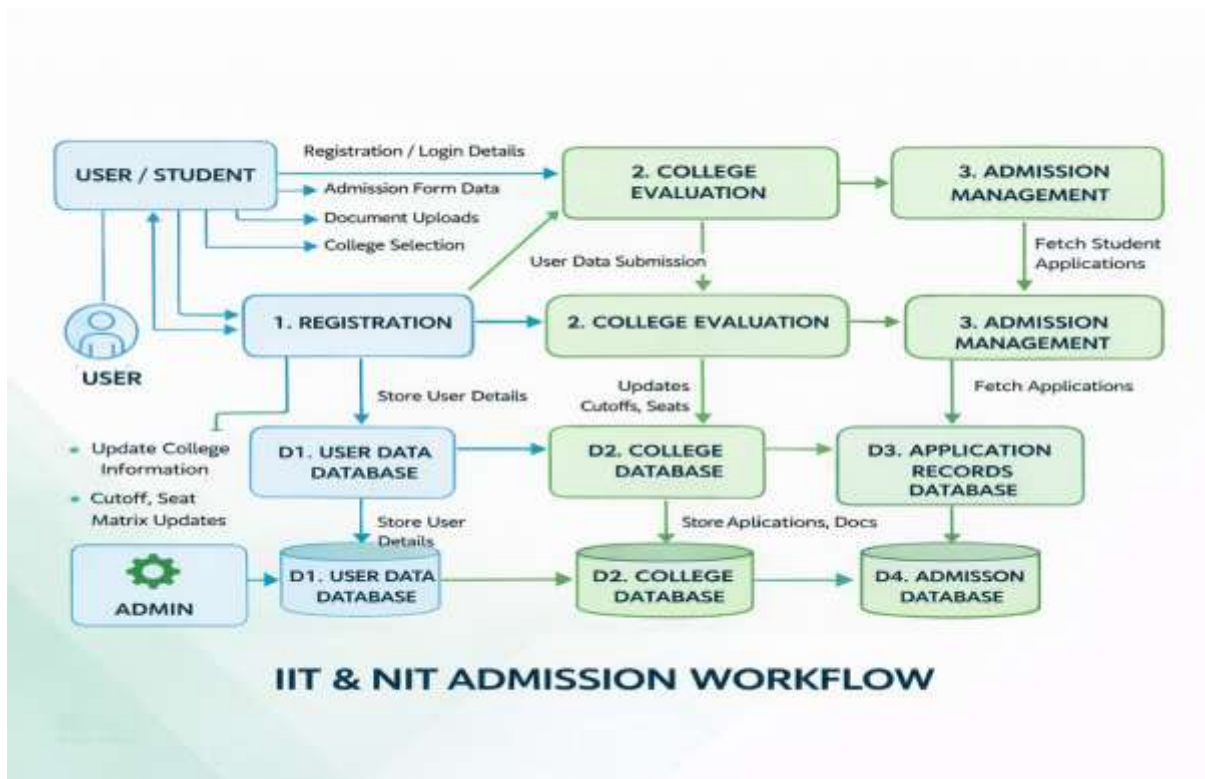 USER / STUDENT
Registration / Login Details
Admission Form Data
Document Uploads
College Selection
2. COLLEGE
EVALUATION
3. ADMISSION
MANAGEMENT
User Data Submission
Fetch Student
Applications
USER
1. REGISTRATION
2. COLLEGE EVALUATION
3. ADMISSION
MANAGEMENT
Store User Details
Updates
Cutoffs, Seats
Fetch Applications
Update College
Information
Cutoff, Seat
Matrix Updates
D1. USER DATA
DATABASE
D2. COLLEGE
DATABASE
D3. APPLICATION
RECORDS
DATABASE
Store User
Details
Store Aplications, Docs
ADMIN
D1. USER DATA
DATABASE
D2. COLLEGE
DATABASE
D4. ADMISSON
DATABASE
IIT & NIT ADMISSION WORKFLOW